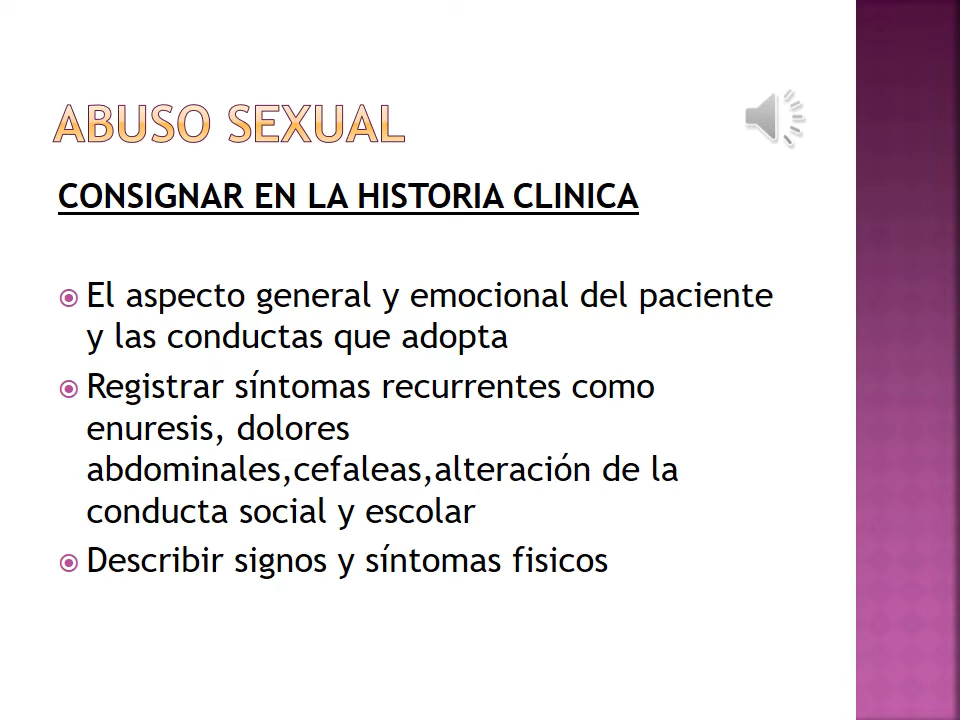 ABUSO SEXUAL
CONSIGNAR EN LA HISTORIA CLINICA
El aspecto general y emocional del paciente
y las conductas que adopta
Registrar síntomas recurrentes como
enuresis, dolores
abdominales,cefaleas,alteración de la
conducta social y escolar
Describir signos y síntomas fisicos